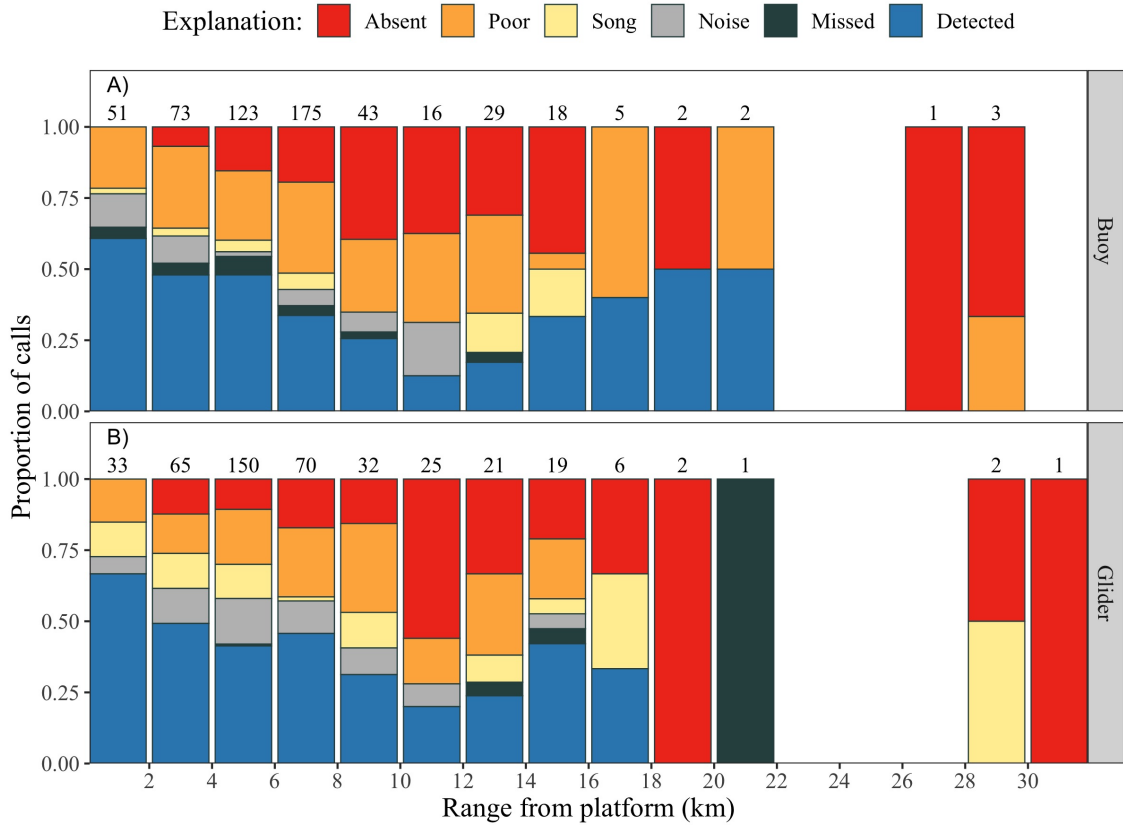 Explanation: Absent Poor Song Noise Missed Detected
A)
51 73 123 175 43 16 29 18 5 2 2 1 3
1.00
0.75
0.50
0.25
0.00
Buoy
Proportion of calls
B)
33 65 150 70 32 25 21 19 6 2 1 2 1
1.00
0.75
0.50
0.25
0.00
Glider
2 4 6 8 10 12 14 16 18 20 22 24 26 28 30
Range from platform (km)